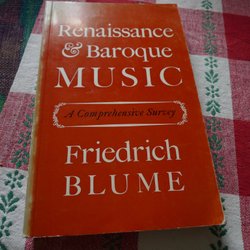 Renaissance
& Baroque
MUSIC
A Comprehensive Survey
Friedrich
BLUME